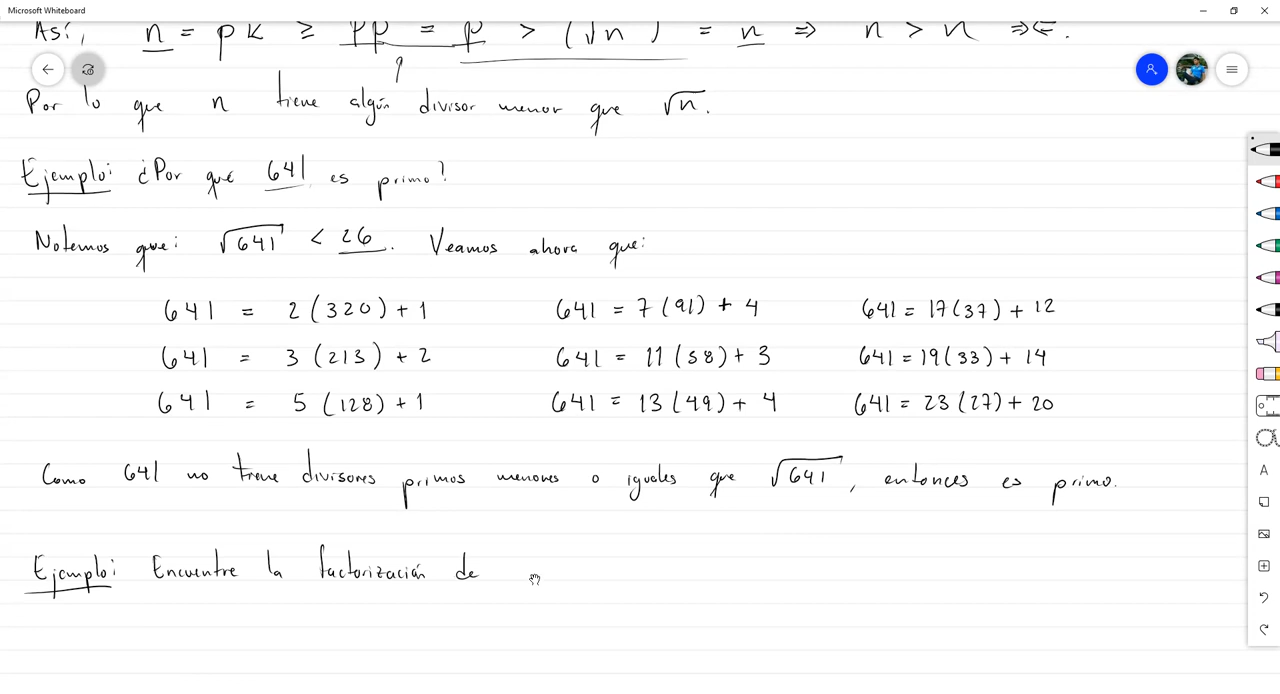 Microsoft Whiteboard
Así, n = pk ≥ pp = p > (√n) = n ⇒ n > n ⇒⇐.
Por lo que n tiene algún divisor menor que √n.
Ejemplo: ¿Por qué 641 es primo?
Notemos que: √641 < 26. Veamos ahora que:
641 = 2(320)+1 641 = 7(91)+4 641 = 17(37)+12
641 = 3(213)+2 641 = 11(58)+3 641 = 19(33)+14
641 = 5(128)+1 641 = 13(49)+4 641 = 23(27)+20
Como 641 no tiene divisores primos menores o iguales que √641, entonces es primo.
Ejemplo: Encuentre la factorización de
A